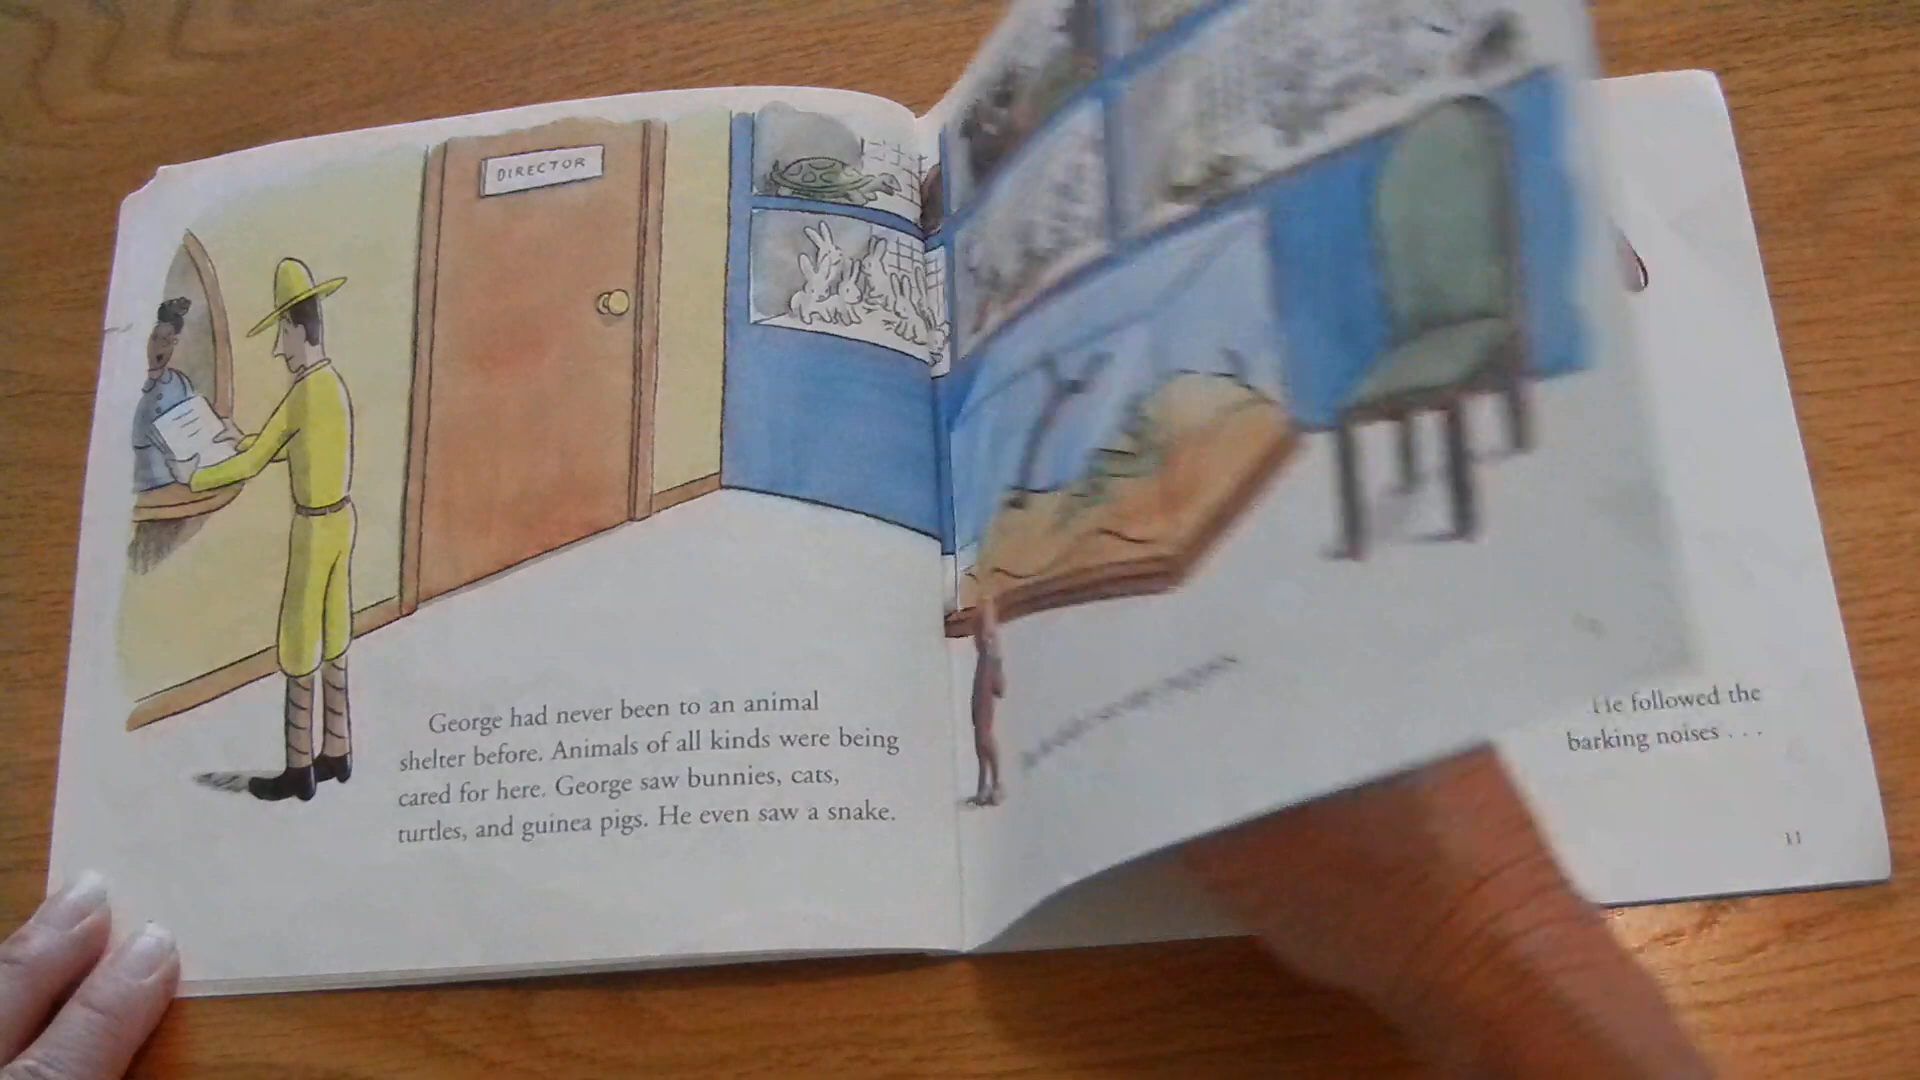 DIRECTOR
George had never been to an animal
shelter before. Animals of all kinds were being
cared for here. George saw bunnies, cats,
turtles, and guinea pigs. He even saw a snake.
He followed the
barking noises . . .
11